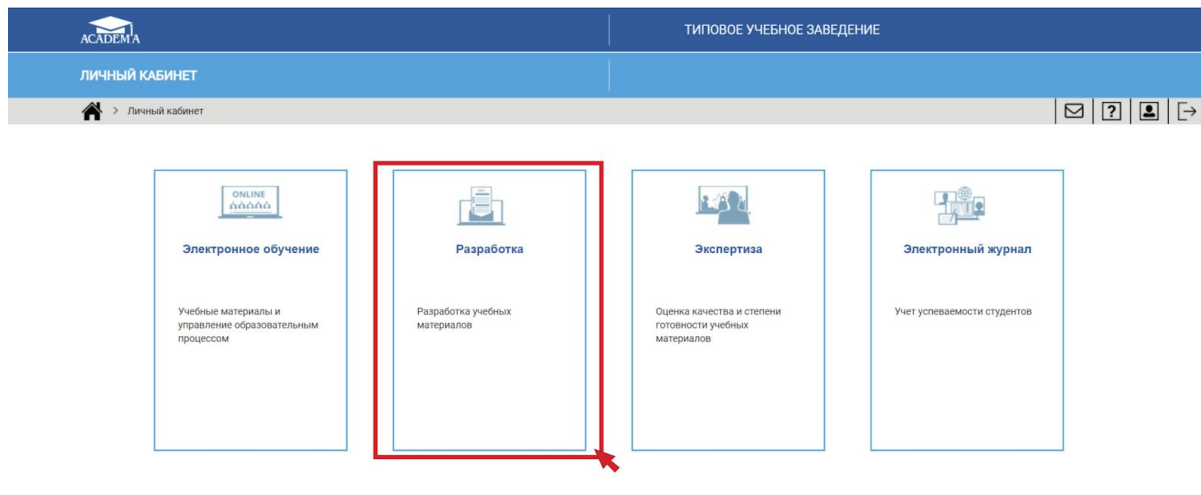 ACADEM'A
ТИПОВОЕ УЧЕБНОЕ ЗАВЕДЕНИЕ
ЛИЧНЫЙ КАБИНЕТ
> Личный кабинет
ONLINE
Электронное обучение
Учебные материалы и
управление образовательным
процессом
Разработка
Разработка учебных
материалов
Экспертиза
Оценка качества и степени
готовности учебных
материалов
Электронный журнал
Учет успеваемости студентов